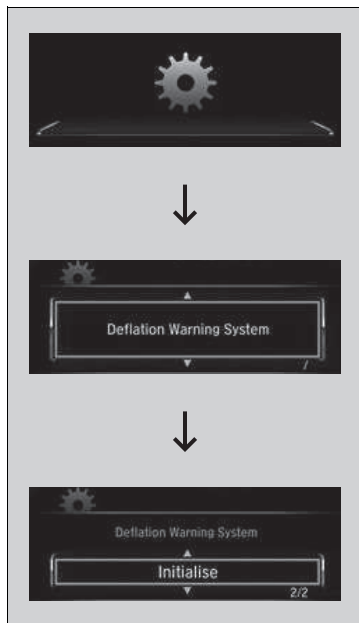 Deflation Warning System
/
Deflation Warning System
Initialise
2/2